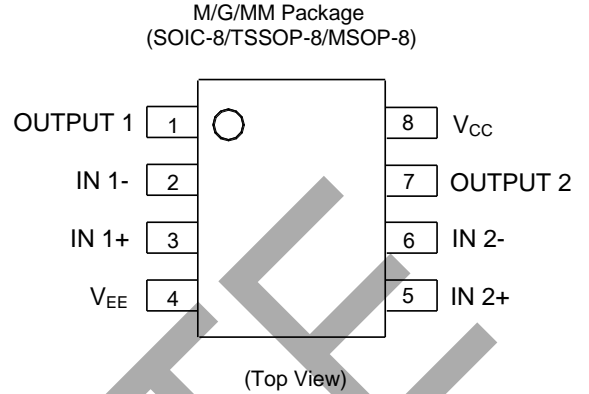 M/G/MM Package
(SOIC-8/TSSOP-8/MSOP-8)
OUTPUT 1 1 8 VCC
IN 1- 2 7 OUTPUT 2
IN 1+ 3 6 IN 2-
VEE 4 5 IN 2+
(Top View)